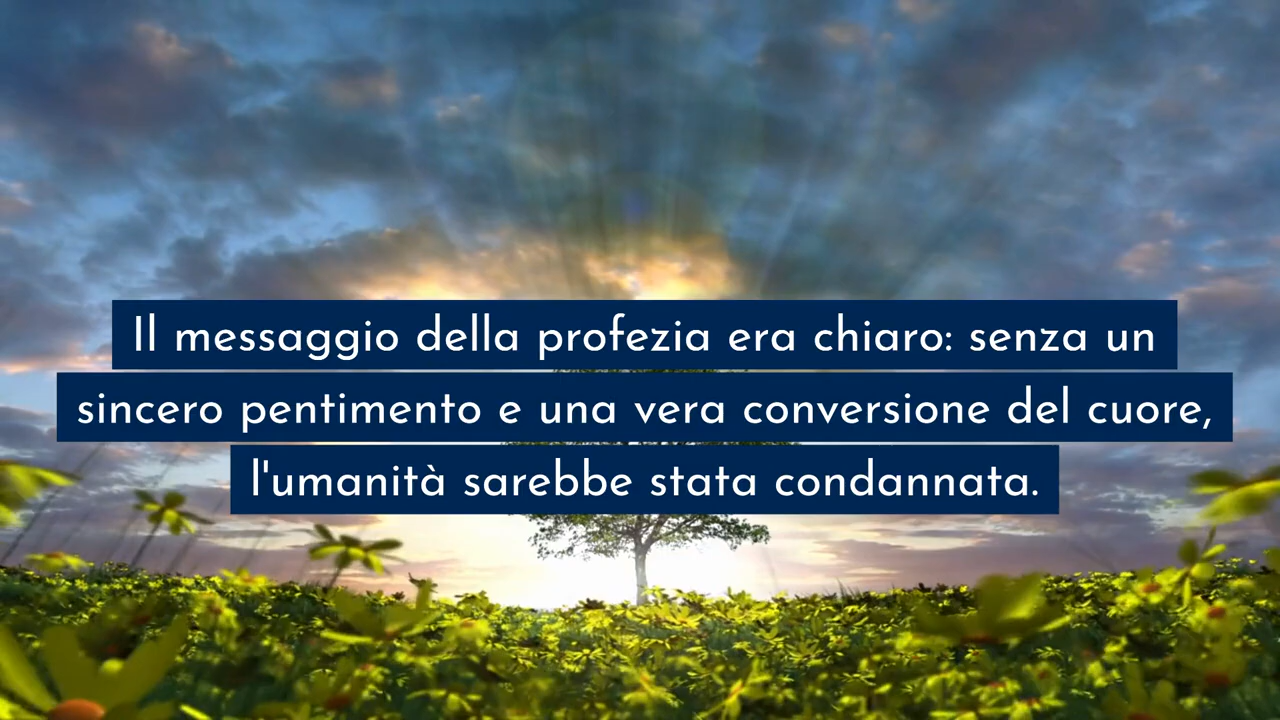 Il messaggio della profezia era chiaro: senza un
sincero pentimento e una vera conversione del cuore,
l'umanità sarebbe stata condannata.